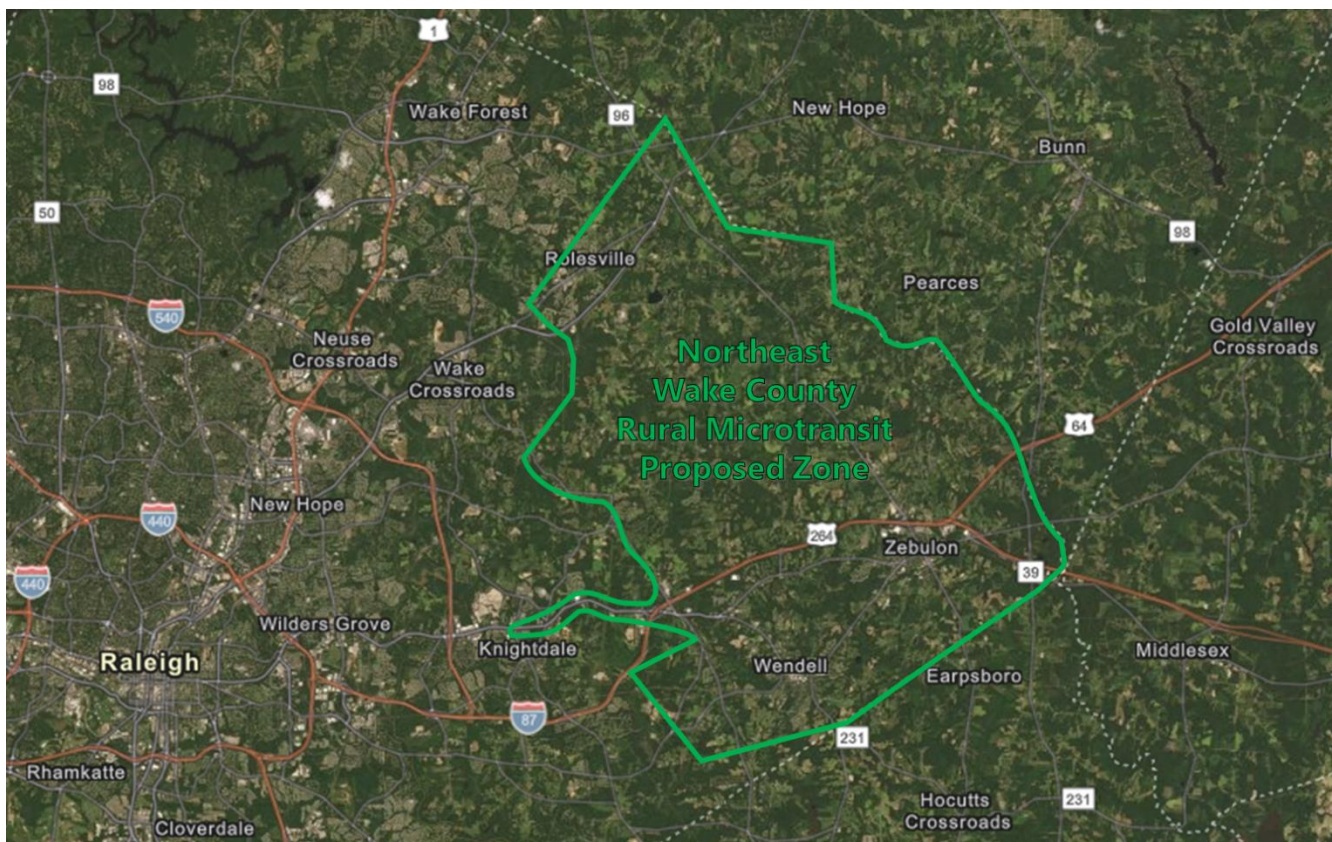 1
98
96
New Hope
Wake Forest
Bunn
50
98
Rolesville
Pearces
540
Gold Valley
Crossroads
Neuse
Crossroads
Wake
Crossroads
Northeast
Wake County
Rural Microtransit
Proposed Zone
64
New Hope
440
264
Zebulon
440
39
Wilders Grove
Knightdale
Raleigh
Wendell
Middlesex
Earpsboro
87
231
Rhamkatte
Hocutts
Crossroads
231
Cloverdale